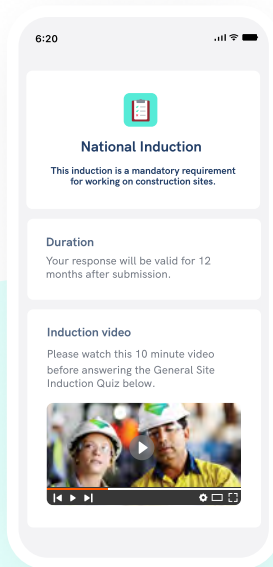 6:20
National Induction
This induction is a mandatory requirement
for working on construction sites.
Duration
Your response will be valid for 12
months after submission.
Induction video
Please watch this 10 minute video
before answering the General Site
Induction Quiz below.